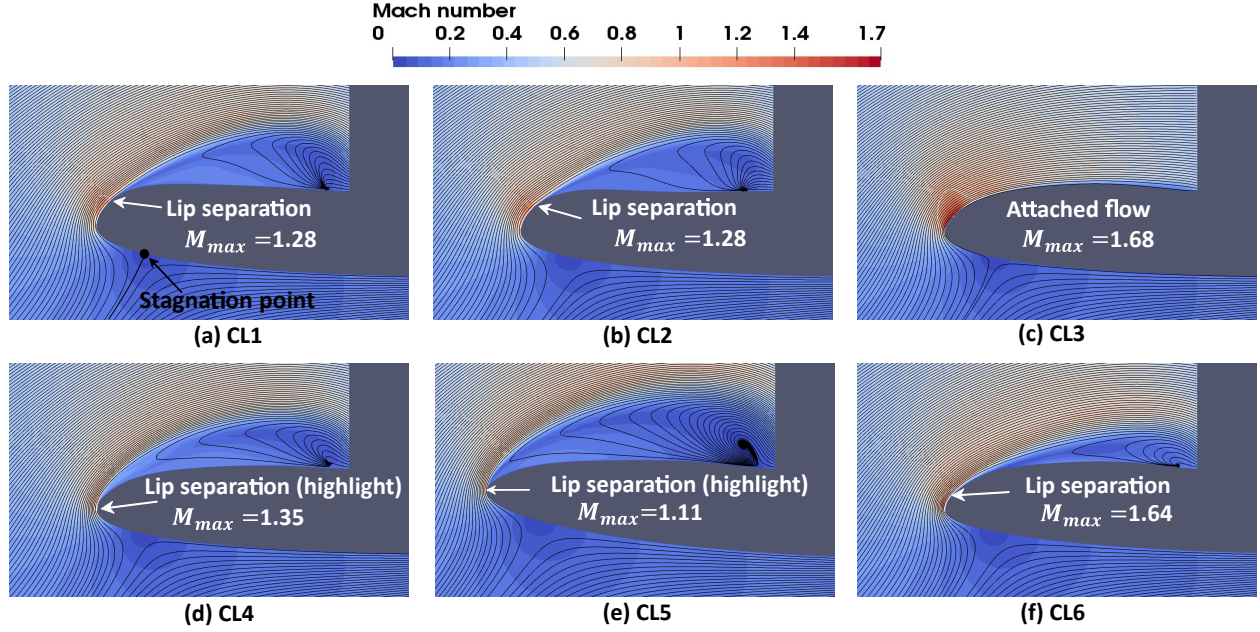 Mach number
0 0.2 0.4 0.6 0.8 1 1.2 1.4 1.7
Lip separation
M_max =1.28
Stagnation point
(a) CL1
Lip separation
M_max =1.28
(b) CL2
Attached flow
M_max =1.68
(c) CL3
Lip separation (highlight)
M_max =1.35
(d) CL4
Lip separation (highlight)
M_max =1.11
(e) CL5
Lip separation
M_max =1.64
(f) CL6